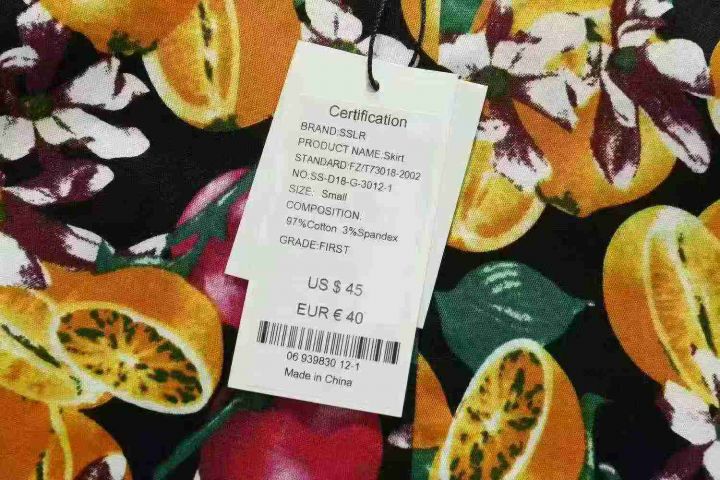 Certification
BRAND:SSLR
PRODUCT NAME:Skirt
STANDARD:FZ/T73018-2002
NO:SS-D18-G-3012-1
SIZE: Small
COMPOSITION:
97%Cotton 3%Spandex
GRADE:FIRST
US $ 45
EUR € 40
06 939830 12-1
Made in China